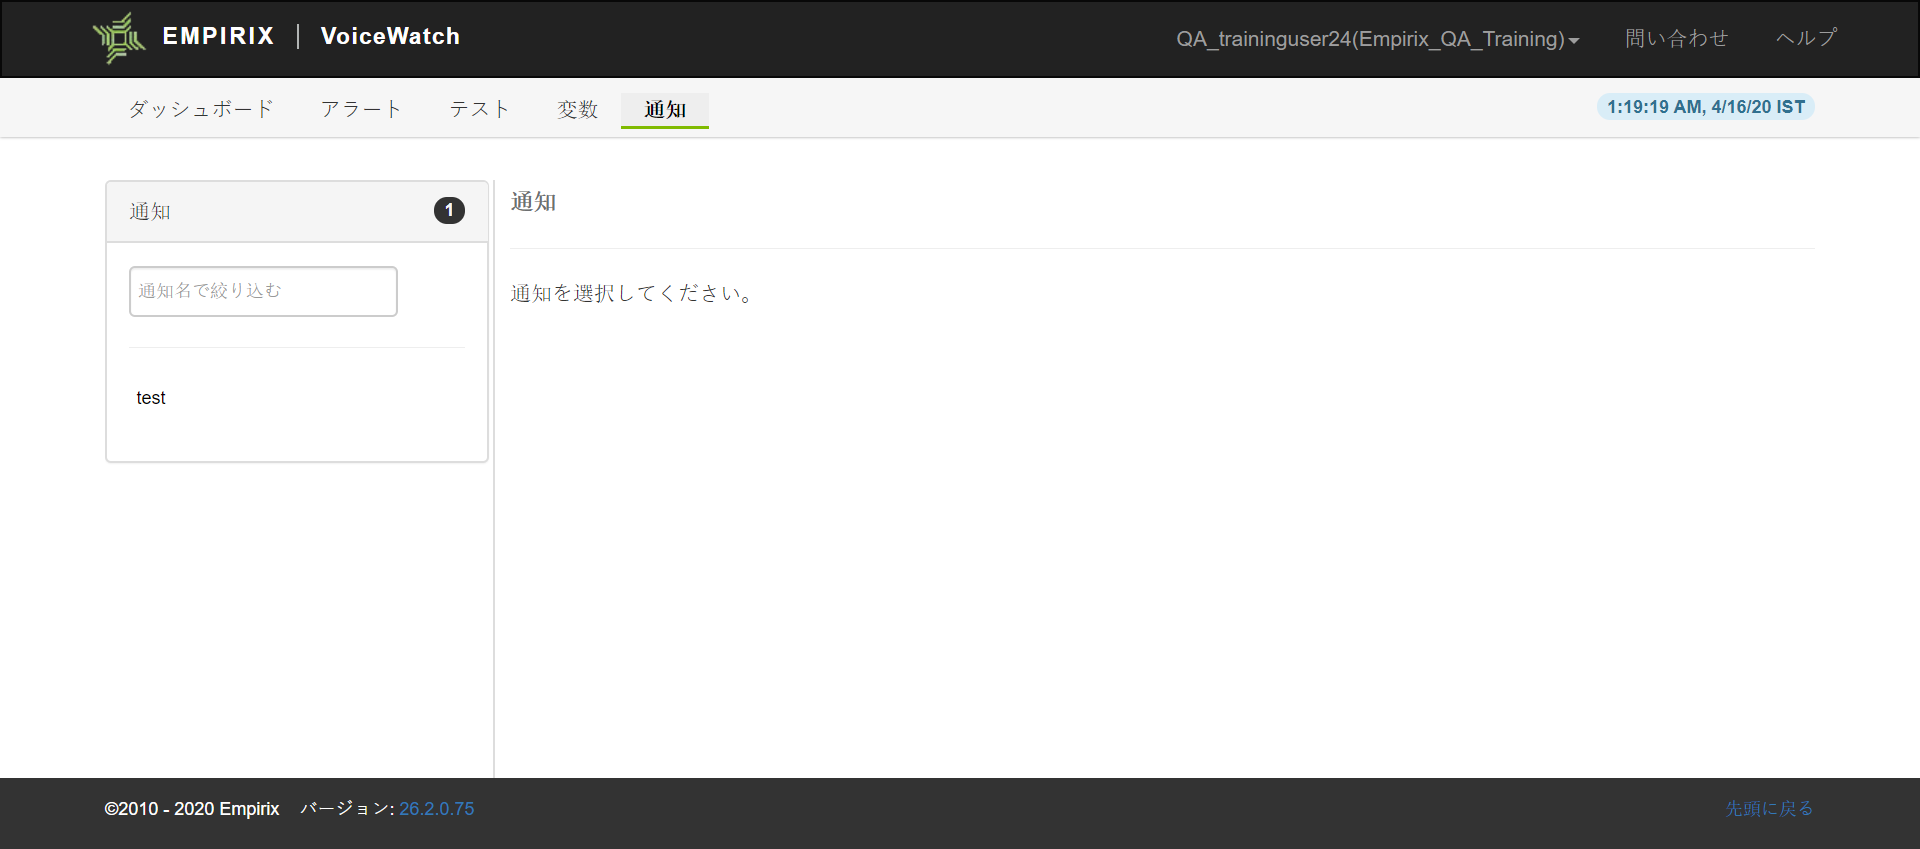 EMPIRIX | VoiceWatch
QA_traininguser24(Empirix_QA_Training) 問い合わせ ヘルプ
ダッシュボード アラート テスト 変数 通知 1:19:19 AM, 4/16/20 IST
通知 1
通知名で絞り込む
test
通知
通知を選択してください。
©2010 - 2020 Empirix バージョン: 26.2.0.75 先頭に戻る